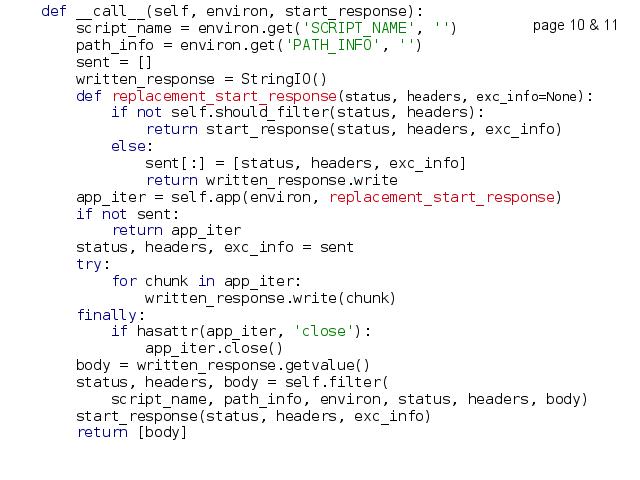 def __call__(self, environ, start_response):
script_name = environ.get('SCRIPT_NAME', '')
page 10 & 11
path_info = environ.get('PATH_INFO', '')
sent = []
written_response = StringIO()
def replacement_start_response(status, headers, exc_info=None):
if not self.should_filter(status, headers):
return start_response(status, headers, exc_info)
else:
sent[:] = [status, headers, exc_info]
return written_response.write
app_iter = self.app(environ, replacement_start_response)
if not sent:
return app_iter
status, headers, exc_info = sent
try:
for chunk in app_iter:
written_response.write(chunk)
finally:
if hasattr(app_iter, 'close'):
app_iter.close()
body = written_response.getvalue()
status, headers, body = self.filter(
script_name, path_info, environ, status, headers, body)
start_response(status, headers, exc_info)
return [body]